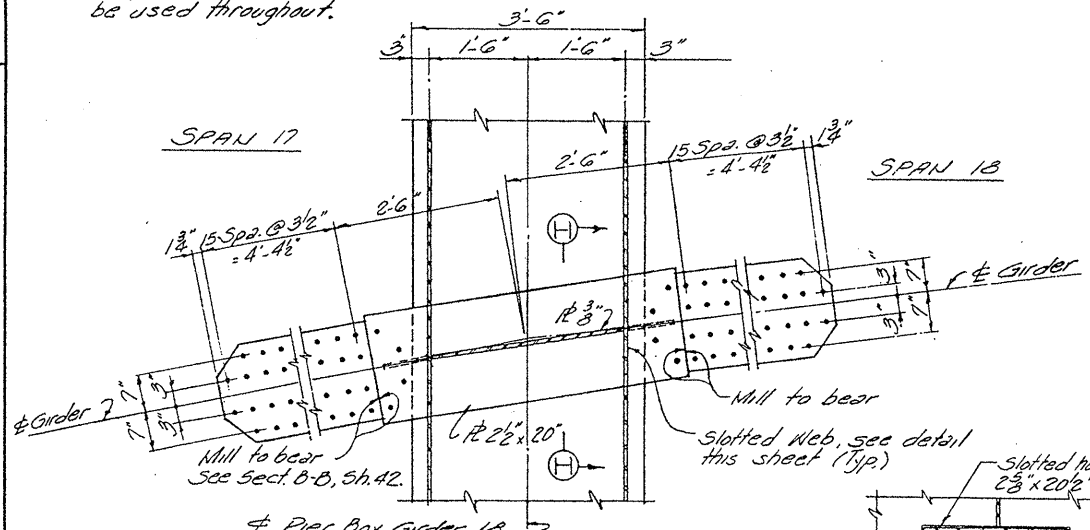 be used throughout.
3'-6"
3" 1'-6" 1'-6" 3"
SPAN 17
SPAN 18
2'-6"
15 Spa. @ 3½"
= 4'-4½"
1¾"
2'-6"
15 Spa. @ 3½"
= 4'-4½"
1¾"
H
℄ Girder
7"
3"
3"
7"
℞ ⅜"
7"
3"
3"
7"
℄ Girder
Mill to bear
See Sect. B-B, Sh. 42.
℞ 2½" x 20"
Mill to bear
Slotted Web, see detail
this sheet (Typ.)
H
Slotted
2⅝" x 20½"
℄ Pier Box Girder 18